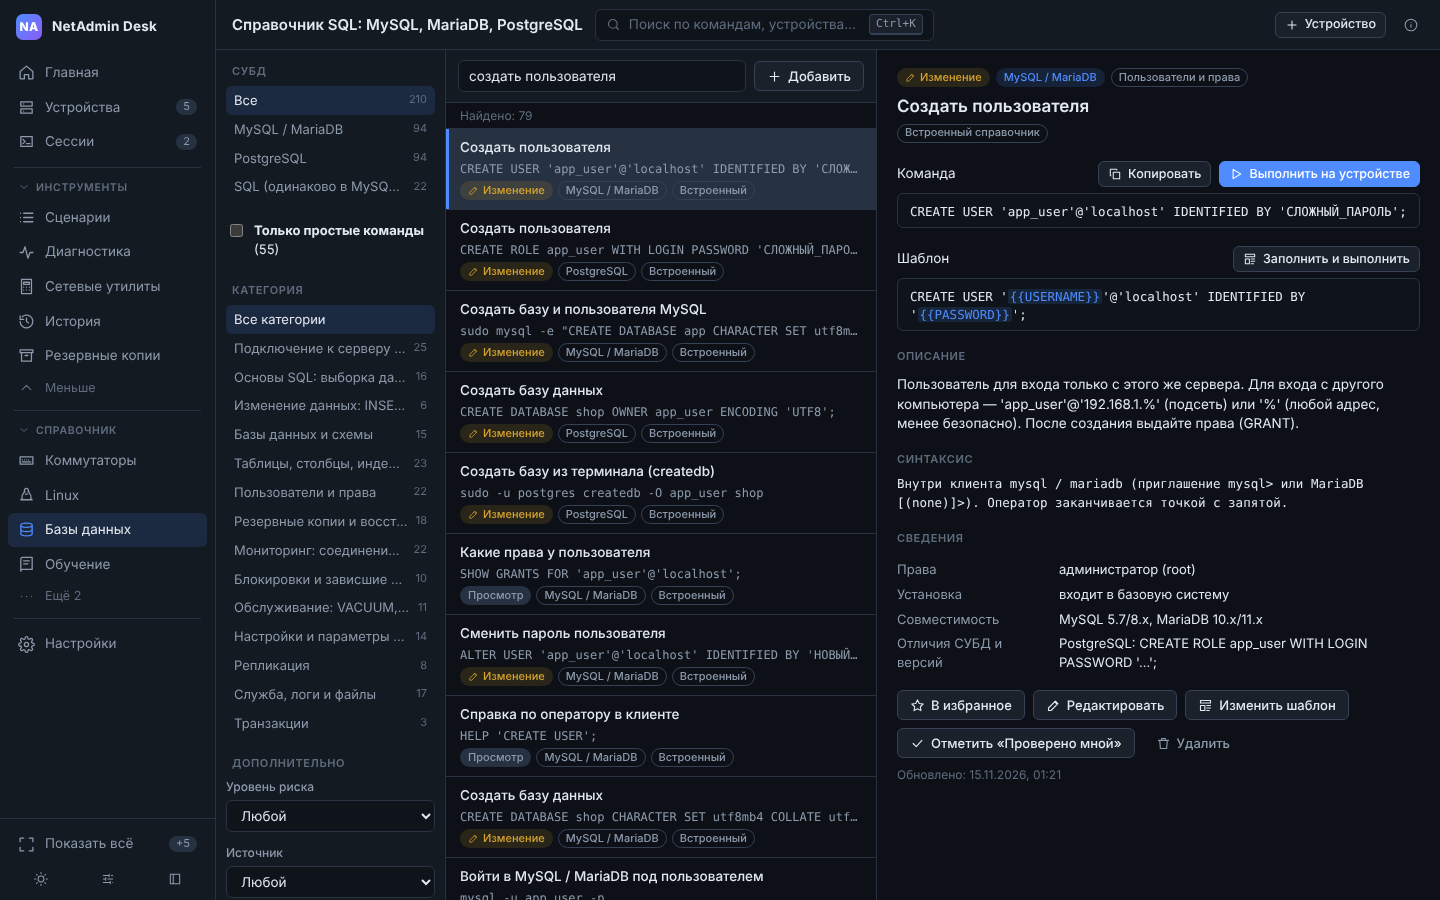 NA NetAdmin Desk
Главная
Устройства 5
Сессии 2
ИНСТРУМЕНТЫ
Сценарии
Диагностика
Сетевые утилиты
История
Резервные копии
Меньше
СПРАВОЧНИК
Коммутаторы
Linux
Базы данных
Обучение
Ещё 2
Настройки
Показать всё +5
Справочник SQL: MySQL, MariaDB, PostgreSQL
Поиск по командам, устройства... Ctrl+K
Устройство
СУБД
Все 210
MySQL / MariaDB 94
PostgreSQL 94
SQL (одинаково в MySQ... 22
Только простые команды
(55)
КАТЕГОРИЯ
Все категории
Подключение к серверу ... 25
Основы SQL: выборка да... 16
Изменение данных: INSE... 6
Базы данных и схемы 15
Таблицы, столбцы, инде... 23
Пользователи и права 22
Резервные копии и восст... 18
Мониторинг: соединени... 22
Блокировки и зависшие ... 10
Обслуживание: VACUUM,... 11
Настройки и параметры ... 14
Репликация 8
Служба, логи и файлы 17
Транзакции 3
ДОПОЛНИТЕЛЬНО
Уровень риска
Любой
Источник
Любой
создать пользователя
Добавить
Найдено: 79
Создать пользователя
CREATE USER 'app_user'@'localhost' IDENTIFIED BY 'СЛОЖ…
Изменение MySQL / MariaDB Встроенный
Создать пользователя
CREATE ROLE app_user WITH LOGIN PASSWORD 'СЛОЖНЫЙ_ПАРО…
Изменение PostgreSQL Встроенный
Создать базу и пользователя MySQL
sudo mysql -e "CREATE DATABASE app CHARACTER SET utf8m…
Изменение MySQL / MariaDB Встроенный
Создать базу данных
CREATE DATABASE shop OWNER app_user ENCODING 'UTF8';
Изменение PostgreSQL Встроенный
Создать базу из терминала (createdb)
sudo -u postgres createdb -O app_user shop
Изменение PostgreSQL Встроенный
Какие права у пользователя
SHOW GRANTS FOR 'app_user'@'localhost';
Просмотр MySQL / MariaDB Встроенный
Сменить пароль пользователя
ALTER USER 'app_user'@'localhost' IDENTIFIED BY 'НОВЫЙ…
Изменение MySQL / MariaDB Встроенный
Справка по оператору в клиенте
HELP 'CREATE USER';
Просмотр MySQL / MariaDB Встроенный
Создать базу данных
CREATE DATABASE shop CHARACTER SET utf8mb4 COLLATE utf…
Изменение MySQL / MariaDB Встроенный
Войти в MySQL / MariaDB под пользователем
mysql -u app_user -p
Изменение MySQL / MariaDB Пользователи и права
Создать пользователя
Встроенный справочник
Команда
Копировать
Выполнить на устройстве
CREATE USER 'app_user'@'localhost' IDENTIFIED BY 'СЛОЖНЫЙ_ПАРОЛЬ';
Шаблон
Заполнить и выполнить
CREATE USER '{{USERNAME}}'@'localhost' IDENTIFIED BY
'{{PASSWORD}}';
ОПИСАНИЕ
Пользователь для входа только с этого же сервера. Для входа с другого
компьютера — 'app_user'@'192.168.1.%' (подсеть) или '%' (любой адрес,
менее безопасно). После создания выдайте права (GRANT).
СИНТАКСИС
Внутри клиента mysql / mariadb (приглашение mysql> или MariaDB
[(none)]>). Оператор заканчивается точкой с запятой.
СВЕДЕНИЯ
Права администратор (root)
Установка входит в базовую систему
Совместимость MySQL 5.7/8.x, MariaDB 10.x/11.x
Отличия СУБД и PostgreSQL: CREATE ROLE app_user WITH LOGIN
версий PASSWORD '...';
В избранное
Редактировать
Изменить шаблон
Отметить «Проверено мной»
Удалить
Обновлено: 15.11.2026, 01:21